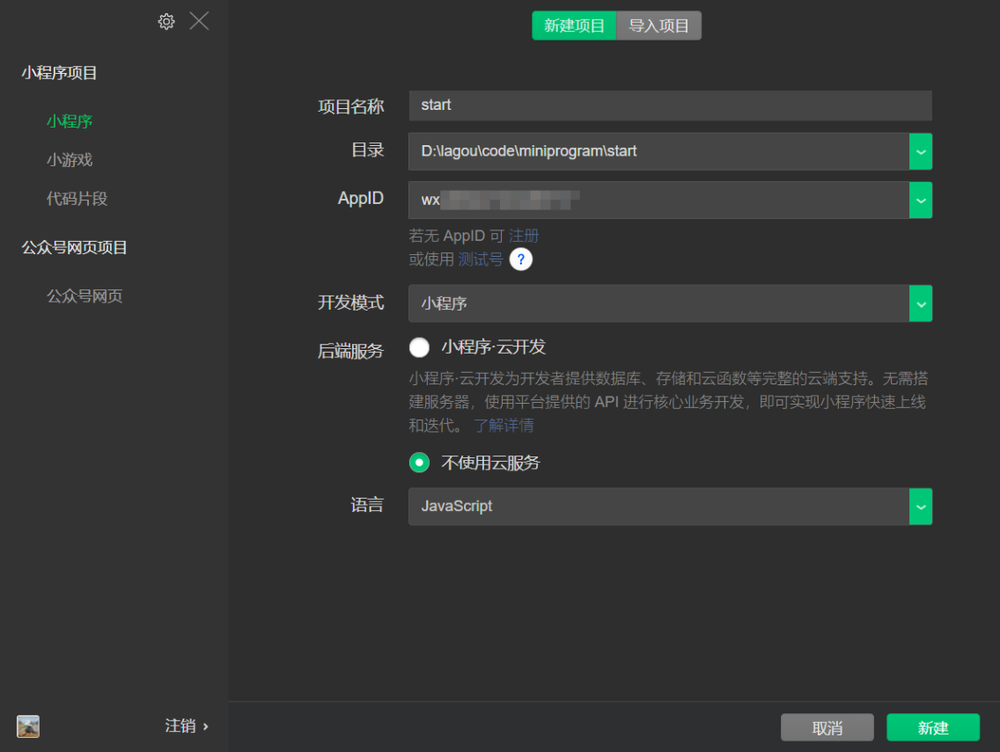 新建项目 导入项目
小程序项目
小程序
小游戏
代码片段
公众号网页项目
公众号网页
项目名称 start
目录 D:\lagou\code\miniprogram\start
AppID wx
若无 AppID 可 注册
或使用 测试号 ?
开发模式 小程序
后端服务 小程序·云开发
小程序·云开发为开发者提供数据库、存储和云函数等完整的云端支持。无需搭
建服务器，使用平台提供的 API 进行核心业务开发，即可实现小程序快速上线
和迭代。 了解详情
不使用云服务
语言 JavaScript
注销 ›
取消 新建